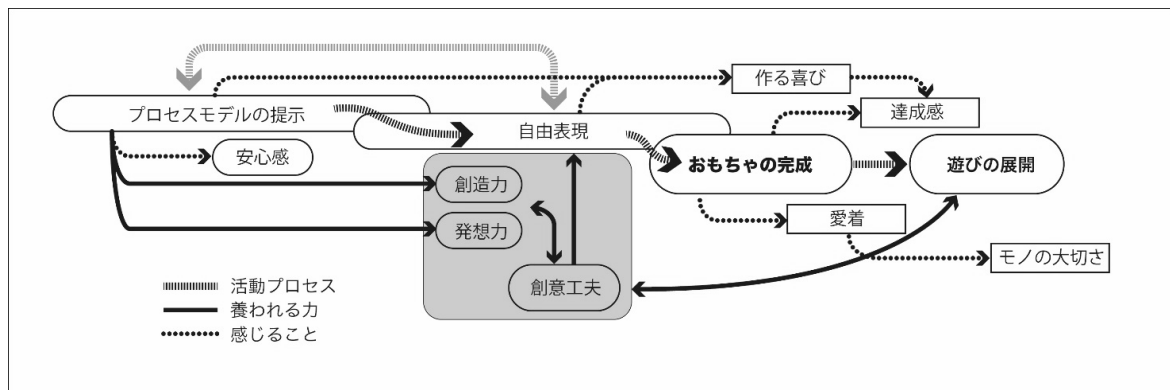 作る喜び
達成感
プロセスモデルの提示
自由表現
安心感
おもちゃの完成
遊びの展開
創造力
発想力
愛着
モノの大切さ
創意工夫
活動プロセス
養われる力
感じること